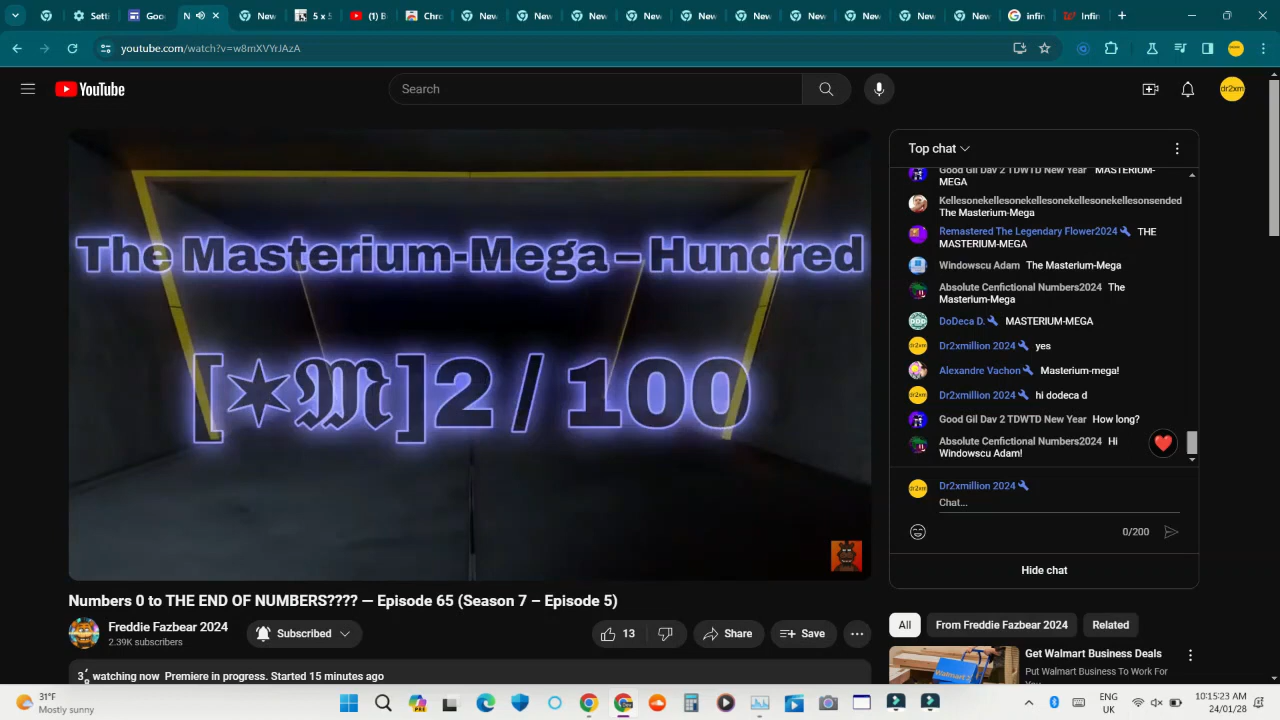 Setti
Goo
N
New
5 x
(1) B
Chro
New
New
New
New
New
New
New
New
New
New
infin
Infin
youtube.com/watch?v=w8mXVYrJAzA
YouTube
Search
dr2xm
The Masterium-Mega – Hundred
[✶𝔐]2 / 100
Top chat
Good Gil Dav 2 TDWTD New Year MASTERIUM-
MEGA
Kellesonekellesonekellesonekellesonekellesonsended
The Masterium-Mega
Remastered The Legendary Flower2024 THE
MASTERIUM-MEGA
Windowscu Adam The Masterium-Mega
Absolute Cenfictional Numbers2024 The
Masterium-Mega
DoDeca D. MASTERIUM-MEGA
Dr2xmillion 2024 yes
Alexandre Vachon Masterium-mega!
Dr2xmillion 2024 hi dodeca d
Good Gil Dav 2 TDWTD New Year How long?
Absolute Cenfictional Numbers2024 Hi
Windowscu Adam!
Dr2xmillion 2024
Chat...
0/200
Hide chat
Numbers 0 to THE END OF NUMBERS???? — Episode 65 (Season 7 – Episode 5)
Freddie Fazbear 2024
2.39K subscribers
Subscribed
13
Share
Save
watching now Premiere in progress. Started 15 minutes ago
All
From Freddie Fazbear 2024
Related
Get Walmart Business Deals
Put Walmart Business To Work For
31°F
Mostly sunny
ENG
UK
10:15:23 AM
24/01/28